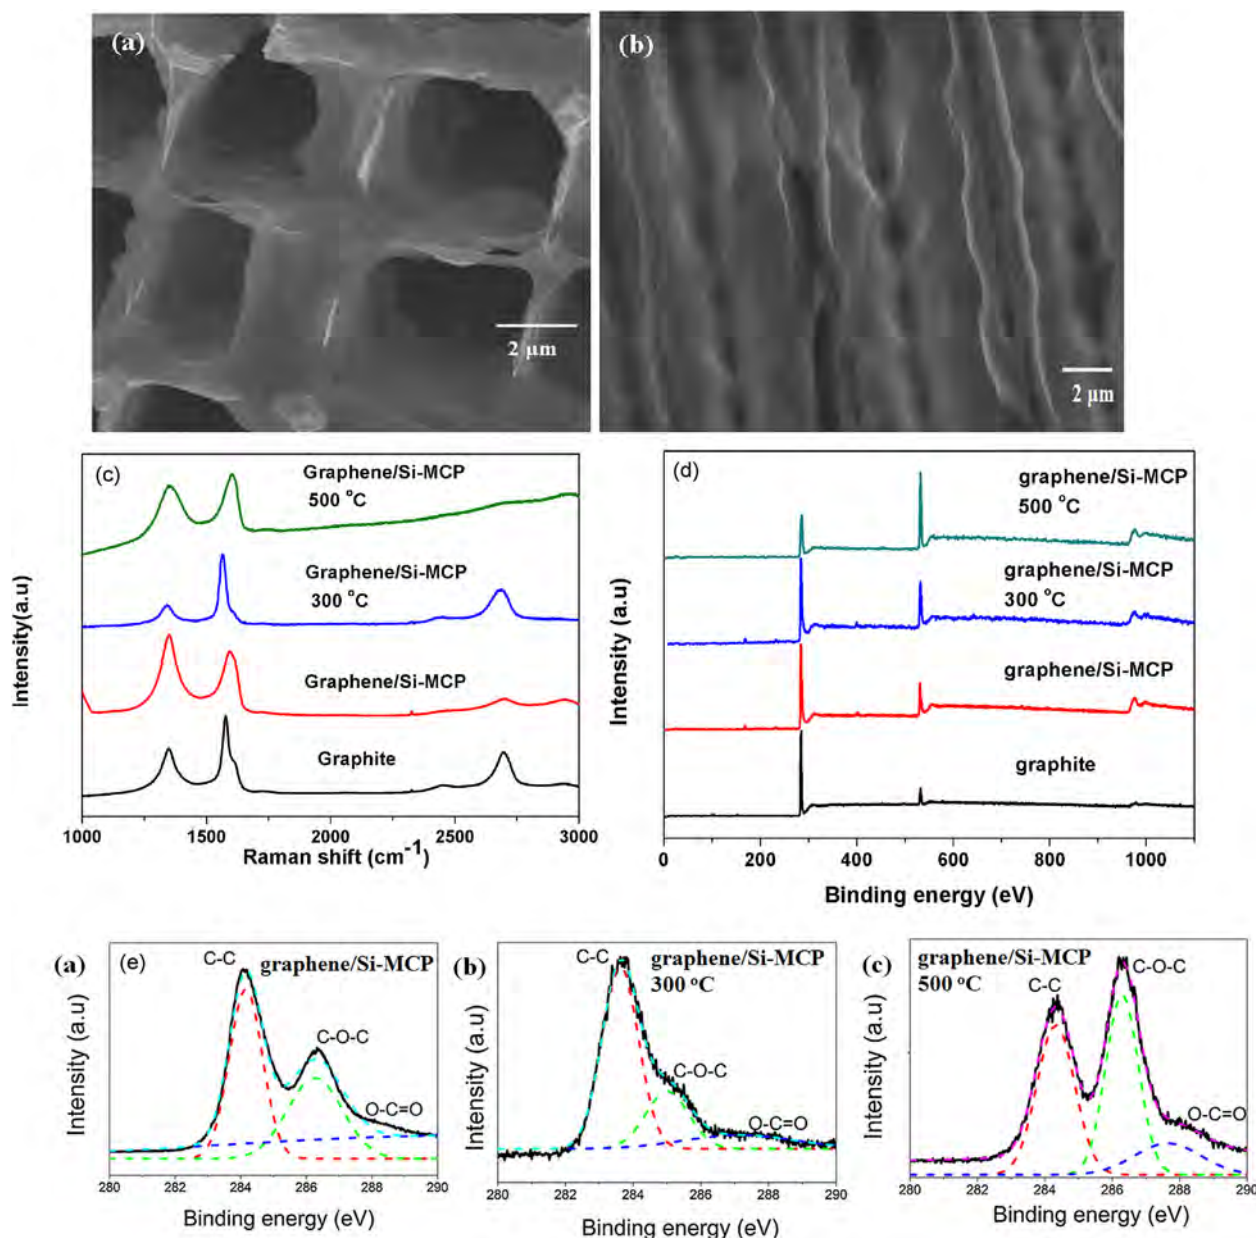 (a)
2 µm
(b)
2 µm
(c)
Graphene/Si-MCP
500 °C
Graphene/Si-MCP
300 °C
Graphene/Si-MCP
Graphite
Intensity(a.u)
1000 1500 2000 2500 3000
Raman shift (cm⁻¹)
(d)
graphene/Si-MCP
500 °C
graphene/Si-MCP
300 °C
graphene/Si-MCP
graphite
Intensity (a.u)
0 200 400 600 800 1000
Binding energy (eV)
(a)
(e)
C-C
graphene/Si-MCP
C-O-C
O-C=O
Intensity (a.u)
280 282 284 286 288 290
Binding energy (eV)
(b)
C-C
graphene/Si-MCP
300 °C
C-O-C
O-C=O
Intensity (a.u)
280 282 284 286 288 290
Binding energy (eV)
(c)
graphene/Si-MCP
500 °C
C-C
C-O-C
O-C=O
Intensity (a.u)
280 282 284 286 288 290
Binding energy (eV)